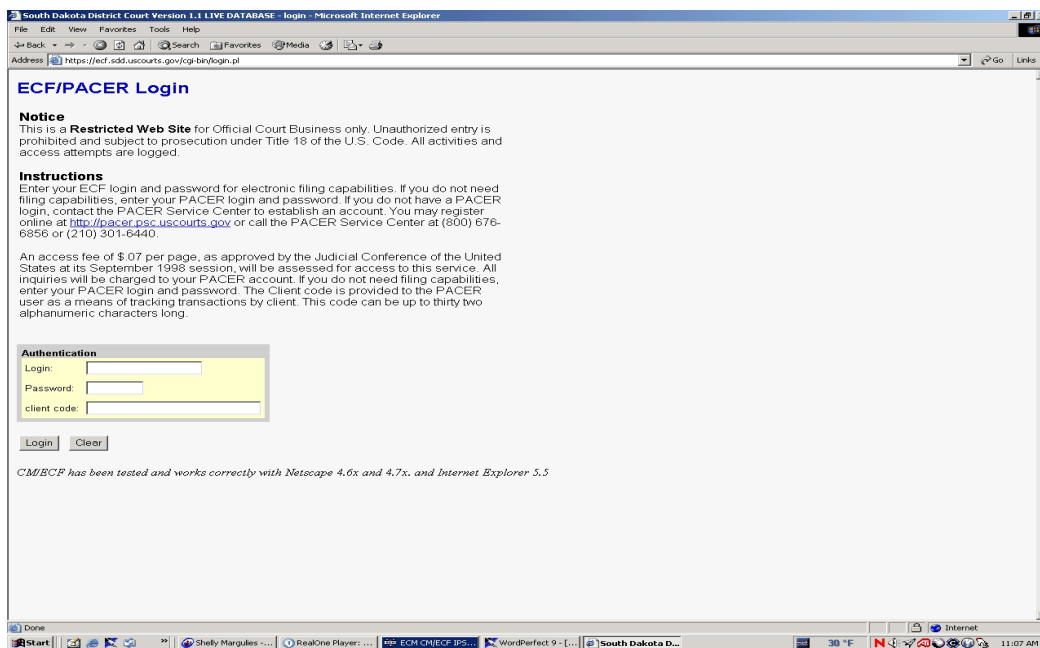 South Dakota District Court Version 1.1 LIVE DATABASE - login - Microsoft Internet Explorer
File Edit View Favorites Tools Help
Back Search Favorites Media
Address https://ecf.sdd.uscourts.gov/cgi-bin/login.pl Go Links
ECF/PACER Login
Notice
This is a Restricted Web Site for Official Court Business only. Unauthorized entry is
prohibited and subject to prosecution under Title 18 of the U.S. Code. All activities and
access attempts are logged.
Instructions
Enter your ECF login and password for electronic filing capabilities. If you do not need
filing capabilities, enter your PACER login and password. If you do not have a PACER
login, contact the PACER Service Center to establish an account. You may register
online at http://pacer.psc.uscourts.gov or call the PACER Service Center at (800) 676-
6856 or (210) 301-6440.
An access fee of $.07 per page, as approved by the Judicial Conference of the United
States at its September 1998 session, will be assessed for access to this service. All
inquiries will be charged to your PACER account. If you do not need filing capabilities,
enter your PACER login and password. The Client code is provided to the PACER
user as a means of tracking transactions by client. This code can be up to thirty two
alphanumeric characters long.
Authentication
Login:
Password:
client code:
Login Clear
CM/ECF has been tested and works correctly with Netscape 4.6x and 4.7x. and Internet Explorer 5.5
Done Internet
Start » Shelly Margulies -... RealOne Player: ... ECM CM/ECF IPS... WordPerfect 9 - [... South Dakota D... 30 °F 11:07 AM